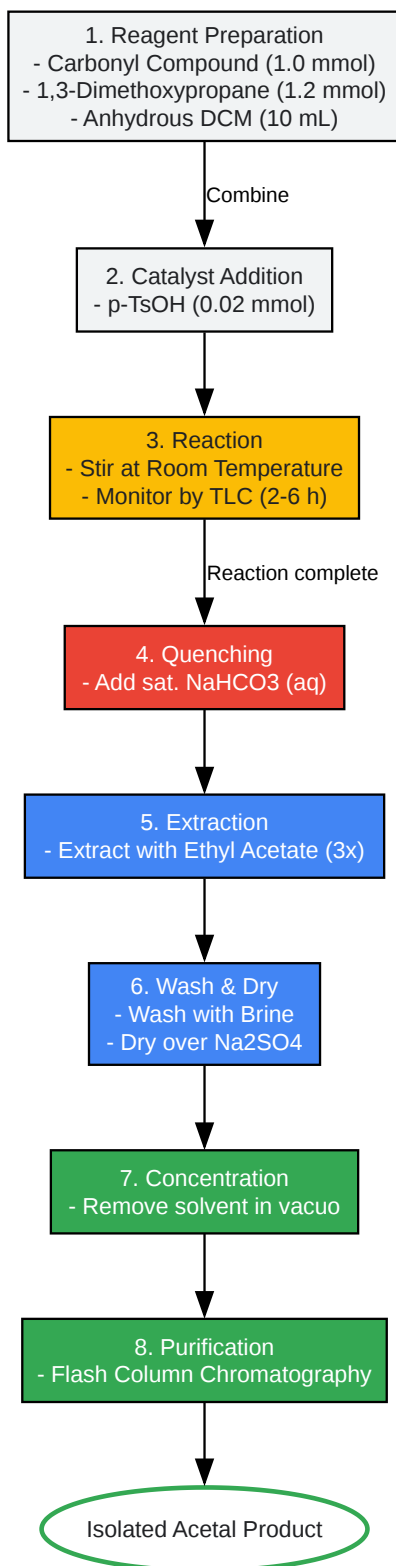 1. Reagent Preparation
- Carbonyl Compound (1.0 mmol)
- 1,3-Dimethoxypropane (1.2 mmol)
- Anhydrous DCM (10 mL)
Combine
2. Catalyst Addition
- p-TsOH (0.02 mmol)
3. Reaction
- Stir at Room Temperature
- Monitor by TLC (2-6 h)
Reaction complete
4. Quenching
- Add sat. NaHCO3 (aq)
5. Extraction
- Extract with Ethyl Acetate (3x)
6. Wash & Dry
- Wash with Brine
- Dry over Na2SO4
7. Concentration
- Remove solvent in vacuo
8. Purification
- Flash Column Chromatography
Isolated Acetal Product